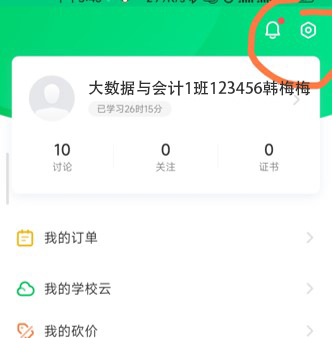 大数据与会计1班123456韩梅梅
已学习26时15分
10 0 0
讨论 关注 证书
我的订单
我的学校云
我的砍价